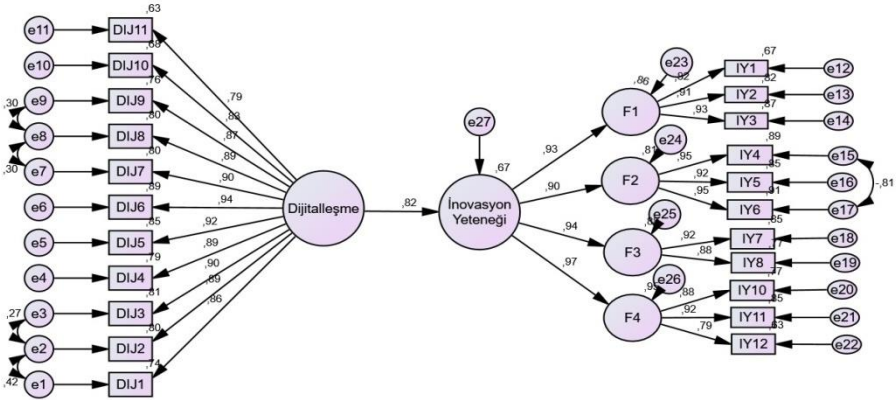 ,63
e11 DIJ11
,68
e10 DIJ10
,76
,30 e9 DIJ9
,80
e8 DIJ8
,80
,30 e7 DIJ7
,89
e6 DIJ6
,85
e5 DIJ5
,79
e4 DIJ4
,81
,27 e3 DIJ3
,80
e2 DIJ2
,74
,42 e1 DIJ1
,79
,83
,87
,89
,90
,94
,92
,89
,90
,89
,86
Dijitalleşme
,82
e27
,67
İnovasyon
Yeteneği
,93
,90
,94
,97
e23
,86
F1
,82
,91
,93
e24
,81
F2
,95
,92
,95
e25
F3
,92
,88
e26
F4
,88
,92
,79
,67
IY1 e12
,82
IY2 e13
,87
IY3 e14
,89
IY4 e15
,85
IY5 e16
-,81
,91
IY6 e17
,85
IY7 e18
,77
IY8 e19
,77
IY10 e20
,85
IY11 e21
,63
IY12 e22